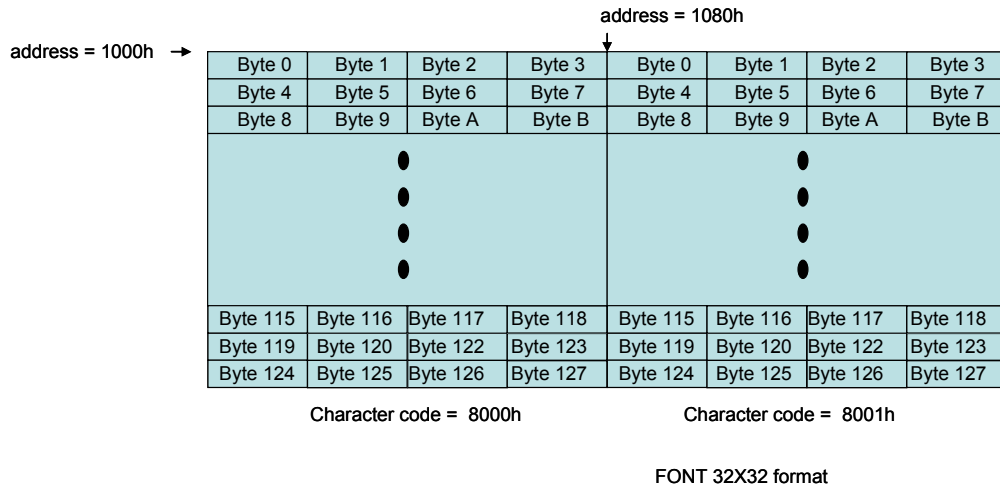 address = 1080h
address = 1000h
Byte 0 Byte 1 Byte 2 Byte 3 Byte 0 Byte 1 Byte 2 Byte 3
Byte 4 Byte 5 Byte 6 Byte 7 Byte 4 Byte 5 Byte 6 Byte 7
Byte 8 Byte 9 Byte A Byte B Byte 8 Byte 9 Byte A Byte B
Byte 115 Byte 116 Byte 117 Byte 118 Byte 115 Byte 116 Byte 117 Byte 118
Byte 119 Byte 120 Byte 122 Byte 123 Byte 119 Byte 120 Byte 122 Byte 123
Byte 124 Byte 125 Byte 126 Byte 127 Byte 124 Byte 125 Byte 126 Byte 127
Character code = 8000h Character code = 8001h
FONT 32X32 format